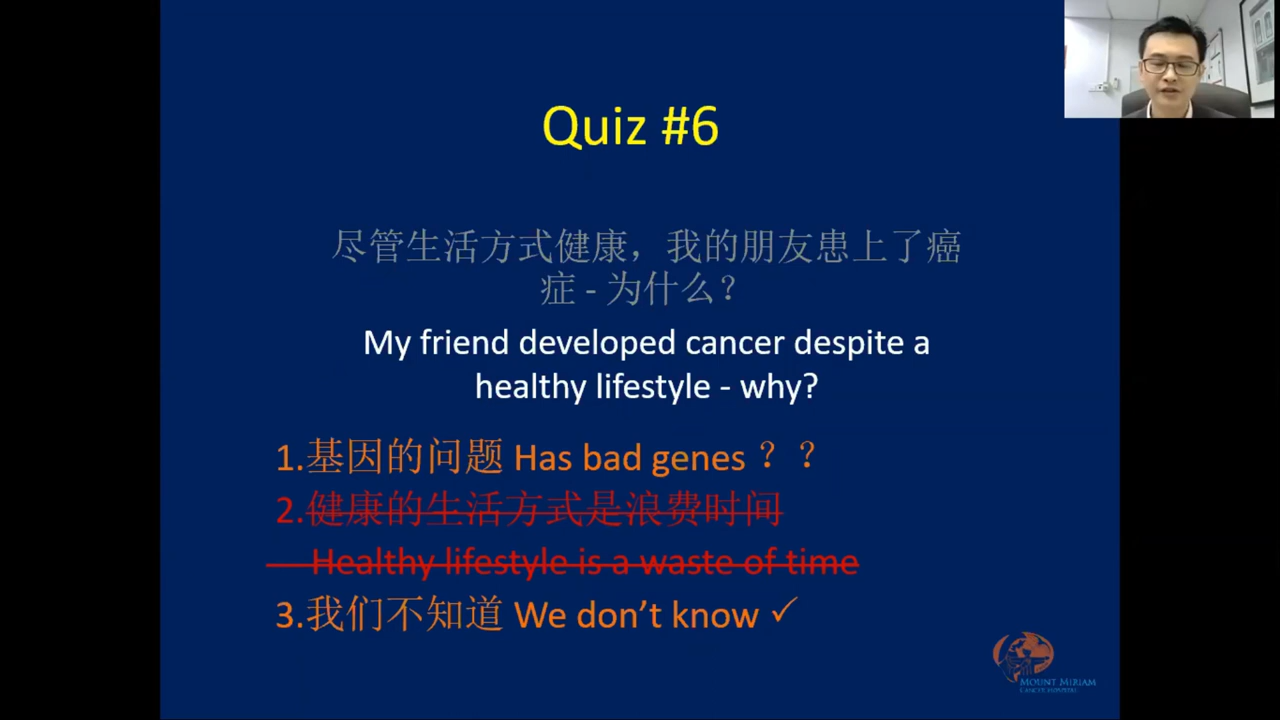 Quiz #6
尽管生活方式健康，我的朋友患上了癌
症 - 为什么？
My friend developed cancer despite a
healthy lifestyle - why?
1.基因的问题 Has bad genes？？
2.健康的生活方式是浪费时间
Healthy lifestyle is a waste of time
3.我们不知道 We don’t know ✓
MOUNT MIRIAM
CANCER HOSPITAL